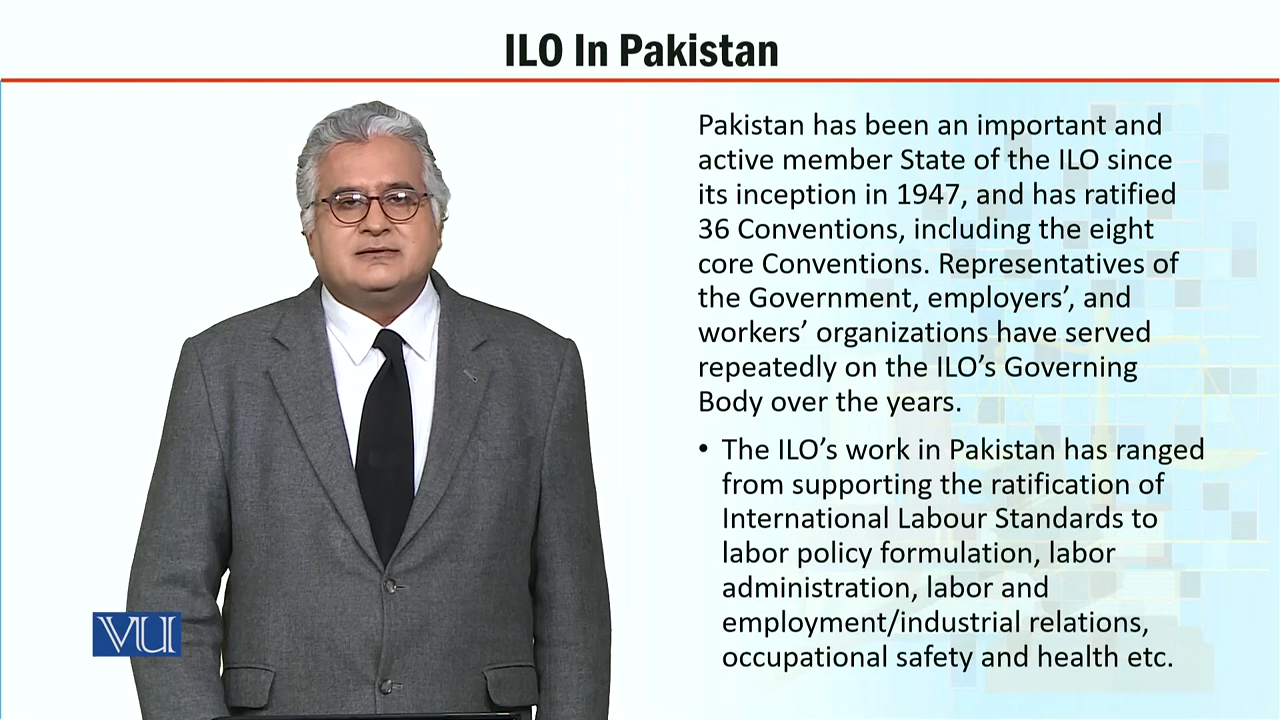 ILO In Pakistan
Pakistan has been an important and
active member State of the ILO since
its inception in 1947, and has ratified
36 Conventions, including the eight
core Conventions. Representatives of
the Government, employers’, and
workers’ organizations have served
repeatedly on the ILO’s Governing
Body over the years.
• The ILO’s work in Pakistan has ranged
from supporting the ratification of
International Labour Standards to
labor policy formulation, labor
administration, labor and
employment/industrial relations,
occupational safety and health etc.
VU